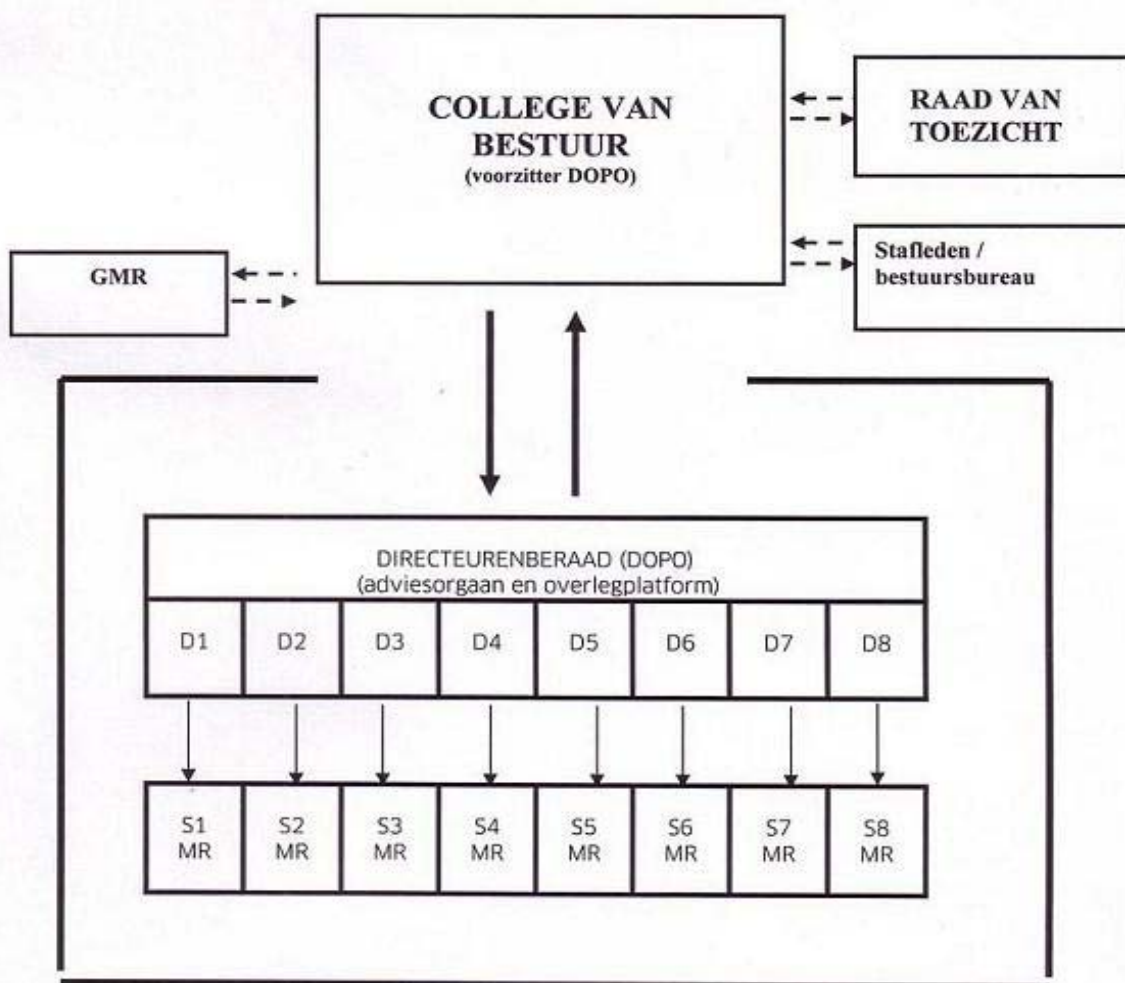 COLLEGE VAN
BESTUUR
(voorzitter DOPO)
RAAD VAN
TOEZICHT
Stafleden /
bestuursbureau
GMR
DIRECTEURENBERAAD (DOPO)
(adviesorgaan en overlegplatform)
D1 D2 D3 D4 D5 D6 D7 D8
S1 S2 S3 S4 S5 S6 S7 S8
MR MR MR MR MR MR MR MR